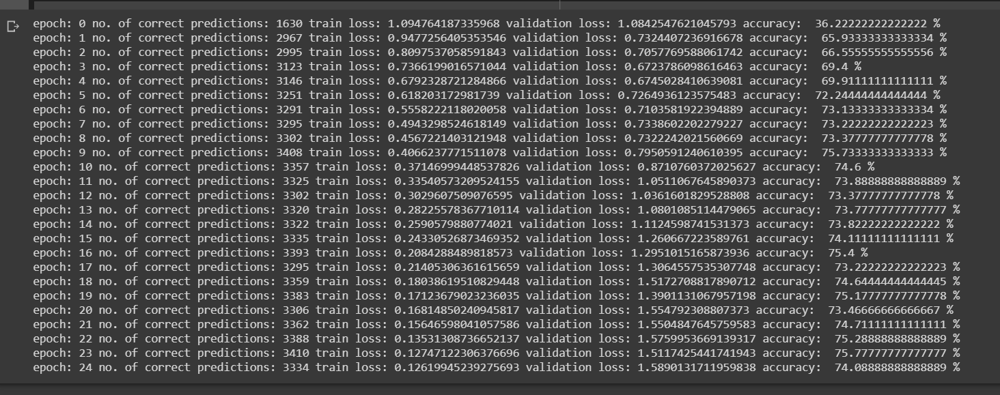 epoch: 0 no. of correct predictions: 1630 train loss: 1.094764187335968 validation loss: 1.0842547621045793 accuracy:  36.22222222222222 %
epoch: 1 no. of correct predictions: 2967 train loss: 0.9477256405353546 validation loss: 0.7324407236916678 accuracy:  65.93333333333334 %
epoch: 2 no. of correct predictions: 2995 train loss: 0.8097537058591843 validation loss: 0.7057769588061742 accuracy:  66.55555555555556 %
epoch: 3 no. of correct predictions: 3123 train loss: 0.7366199016571044 validation loss: 0.6723786098616463 accuracy:  69.4 %
epoch: 4 no. of correct predictions: 3146 train loss: 0.6792328721284866 validation loss: 0.6745028410639081 accuracy:  69.91111111111111 %
epoch: 5 no. of correct predictions: 3251 train loss: 0.618203172981739 validation loss: 0.7264936123575483 accuracy:  72.24444444444444 %
epoch: 6 no. of correct predictions: 3291 train loss: 0.5558222118020058 validation loss: 0.7103581922394889 accuracy:  73.13333333333334 %
epoch: 7 no. of correct predictions: 3295 train loss: 0.4943298524618149 validation loss: 0.7338602202279227 accuracy:  73.22222222222223 %
epoch: 8 no. of correct predictions: 3302 train loss: 0.4567221403121948 validation loss: 0.7322242021560669 accuracy:  73.37777777777778 %
epoch: 9 no. of correct predictions: 3408 train loss: 0.4066237771511078 validation loss: 0.7950591240610395 accuracy:  75.73333333333333 %
epoch: 10 no. of correct predictions: 3357 train loss: 0.37146999448537826 validation loss: 0.8710760372025627 accuracy:  74.6 %
epoch: 11 no. of correct predictions: 3325 train loss: 0.33540573209524155 validation loss: 1.0511067645890373 accuracy:  73.88888888888889 %
epoch: 12 no. of correct predictions: 3302 train loss: 0.3029607509076595 validation loss: 1.0361601829528808 accuracy:  73.37777777777778 %
epoch: 13 no. of correct predictions: 3320 train loss: 0.28225578367710114 validation loss: 1.0801085114479065 accuracy:  73.77777777777777 %
epoch: 14 no. of correct predictions: 3322 train loss: 0.2590579880774021 validation loss: 1.1124598741531373 accuracy:  73.82222222222222 %
epoch: 15 no. of correct predictions: 3335 train loss: 0.24330526873469352 validation loss: 1.260667223589761 accuracy:  74.11111111111111 %
epoch: 16 no. of correct predictions: 3393 train loss: 0.2084288489818573 validation loss: 1.2951015165873936 accuracy:  75.4 %
epoch: 17 no. of correct predictions: 3295 train loss: 0.21405306361615659 validation loss: 1.3064557535307748 accuracy:  73.22222222222223 %
epoch: 18 no. of correct predictions: 3359 train loss: 0.18038619510829448 validation loss: 1.5172708817890712 accuracy:  74.64444444444445 %
epoch: 19 no. of correct predictions: 3383 train loss: 0.17123679023236035 validation loss: 1.3901131067957198 accuracy:  75.17777777777778 %
epoch: 20 no. of correct predictions: 3306 train loss: 0.16814850240945817 validation loss: 1.554792308807373 accuracy:  73.46666666666667 %
epoch: 21 no. of correct predictions: 3362 train loss: 0.15646598041057586 validation loss: 1.5504847645759583 accuracy:  74.71111111111111 %
epoch: 22 no. of correct predictions: 3388 train loss: 0.13531308736652137 validation loss: 1.5759953669139317 accuracy:  75.28888888888889 %
epoch: 23 no. of correct predictions: 3410 train loss: 0.12747122306376696 validation loss: 1.5117425441741943 accuracy:  75.77777777777777 %
epoch: 24 no. of correct predictions: 3334 train loss: 0.12619945239275693 validation loss: 1.5890131711959838 accuracy:  74.08888888888889 %